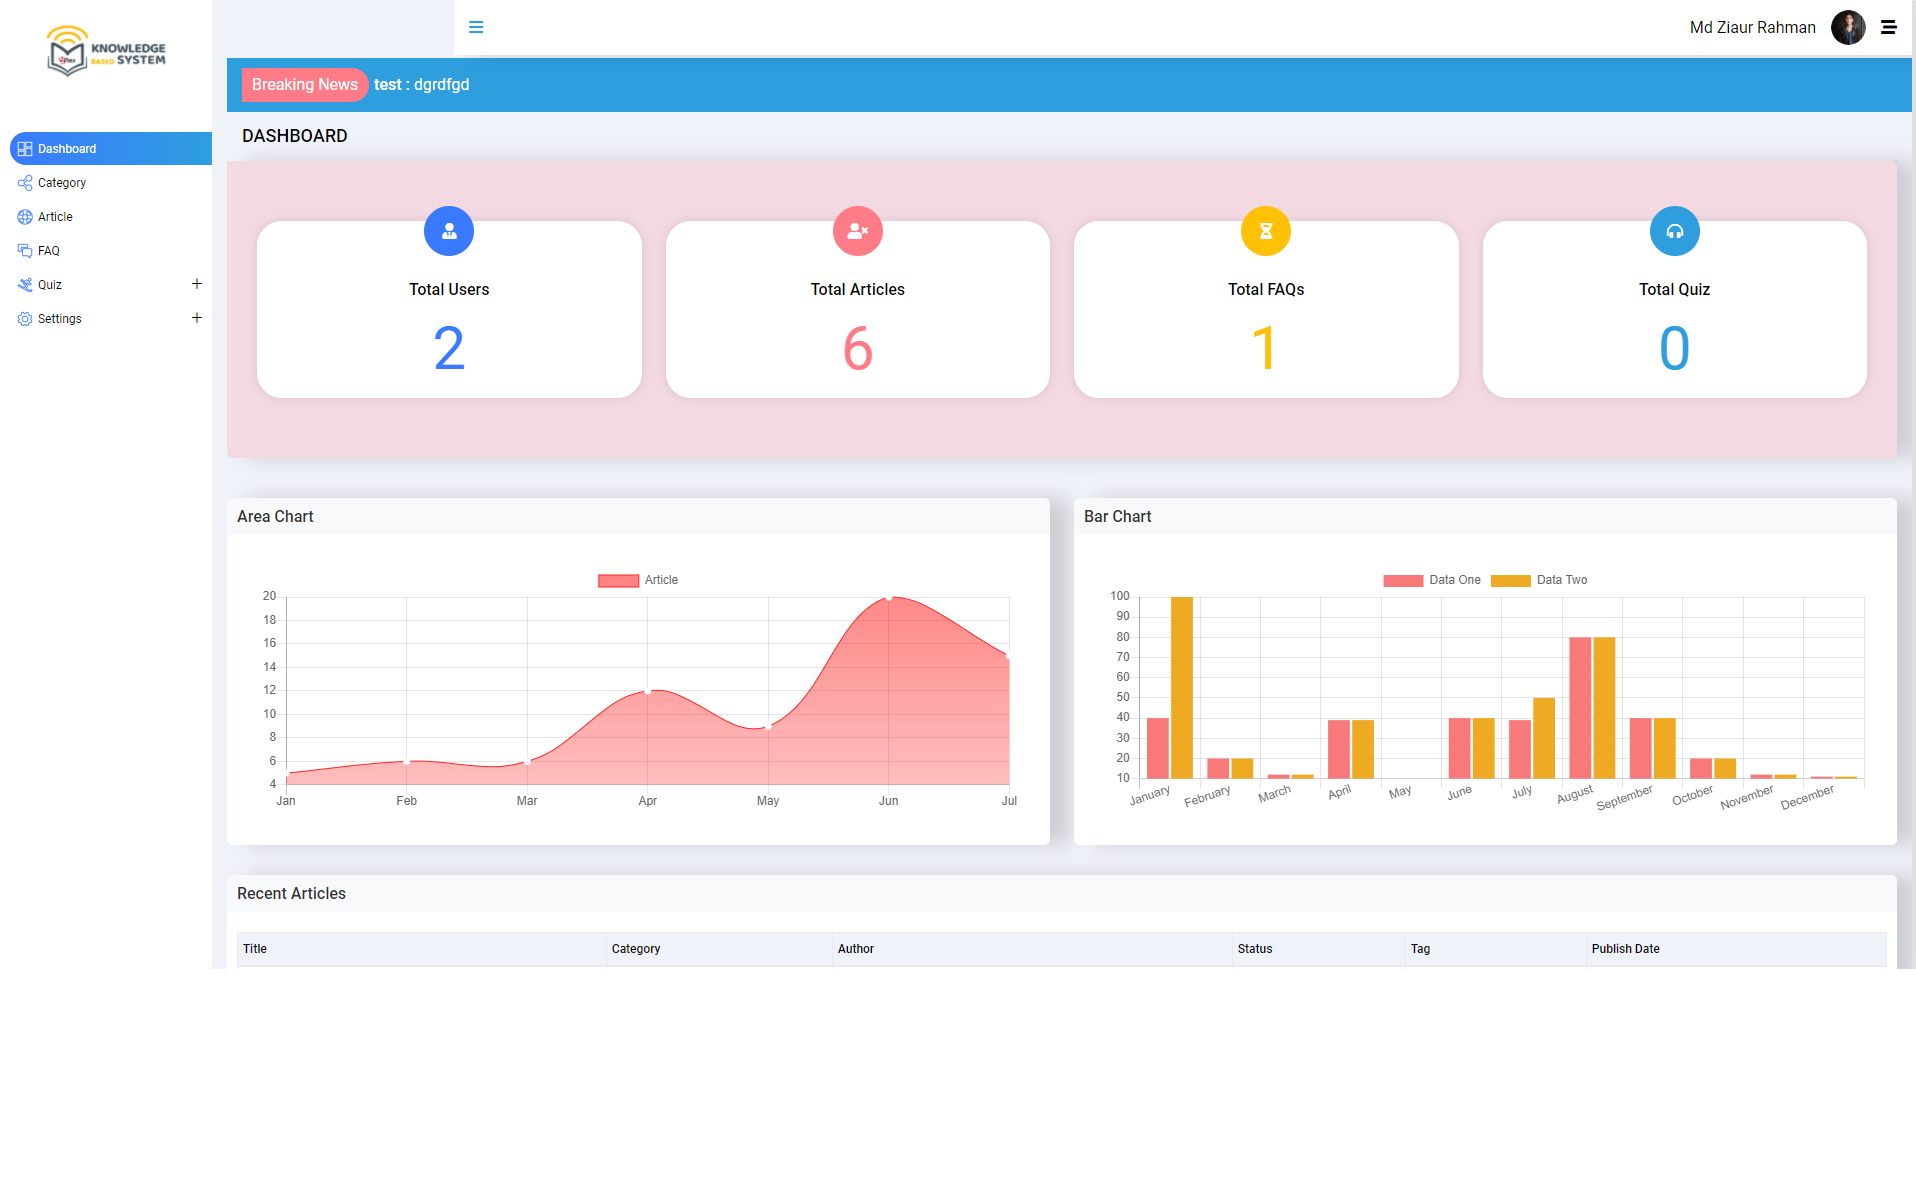 KNOWLEDGE
BASED SYSTEM
Md Ziaur Rahman
Breaking News test : dgrdfgd
DASHBOARD
Dashboard
Category
Article
FAQ
Quiz +
Settings +
Total Users
2
Total Articles
6
Total FAQs
1
Total Quiz
0
Area Chart
Article
20
18
16
14
12
10
8
6
4
Jan Feb Mar Apr May Jun Jul
Bar Chart
Data One Data Two
100
90
80
70
60
50
40
30
20
10
January February March April May June July August September October November December
Recent Articles
Title Category Author Status Tag Publish Date